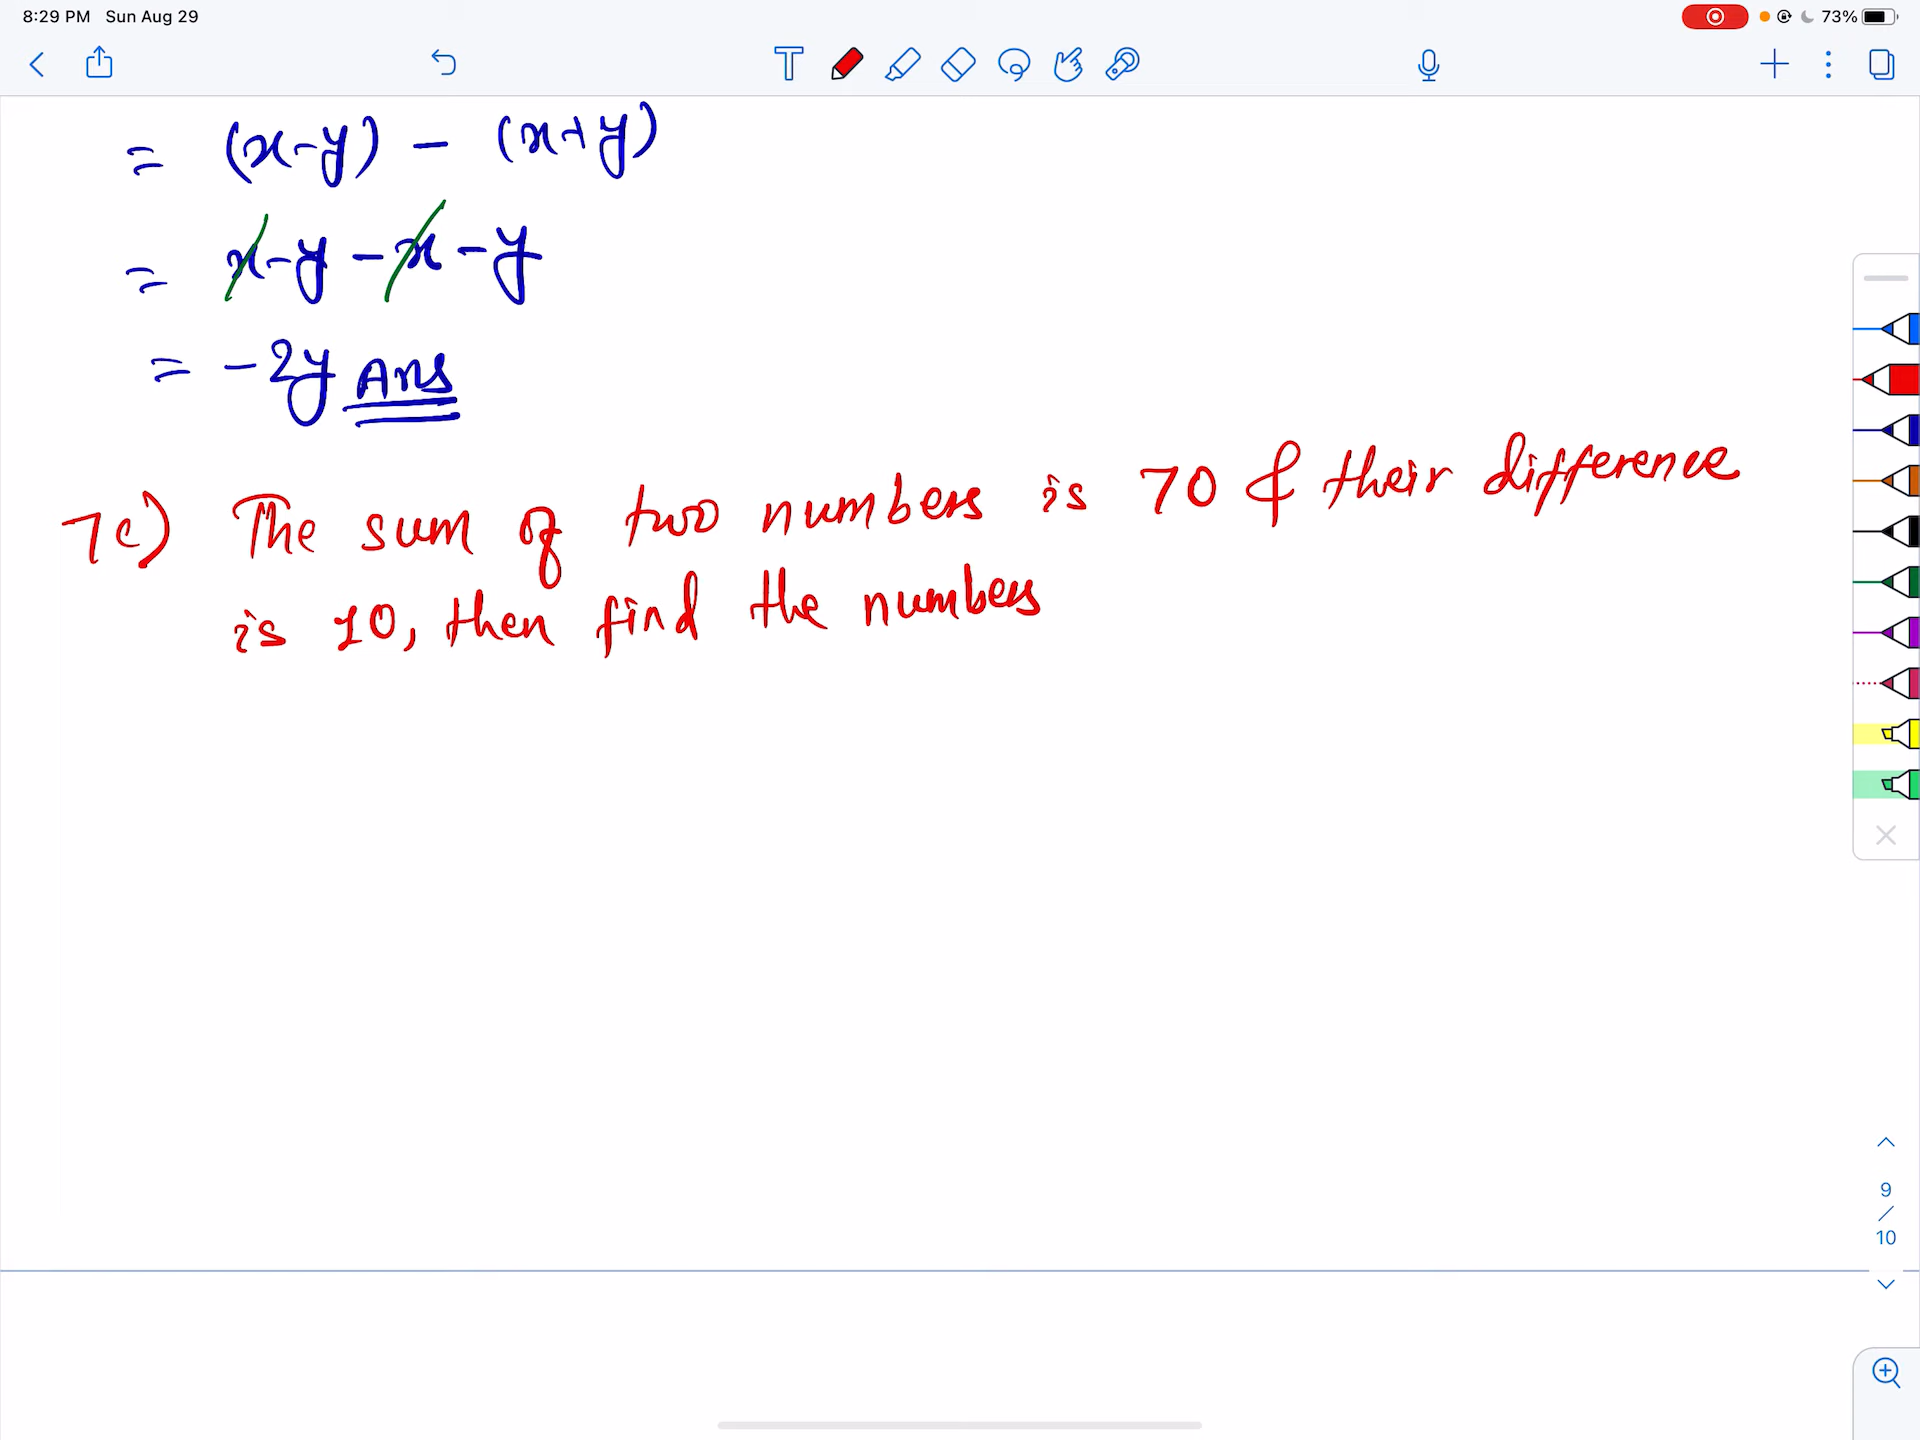 8:29 PM Sun Aug 29
73%
= (x-y) - (x+y)
= x-y-x-y
= -2y Ans
7c) The sum of two numbers is 70 & their difference
is 10, then find the numbers
9
/
10